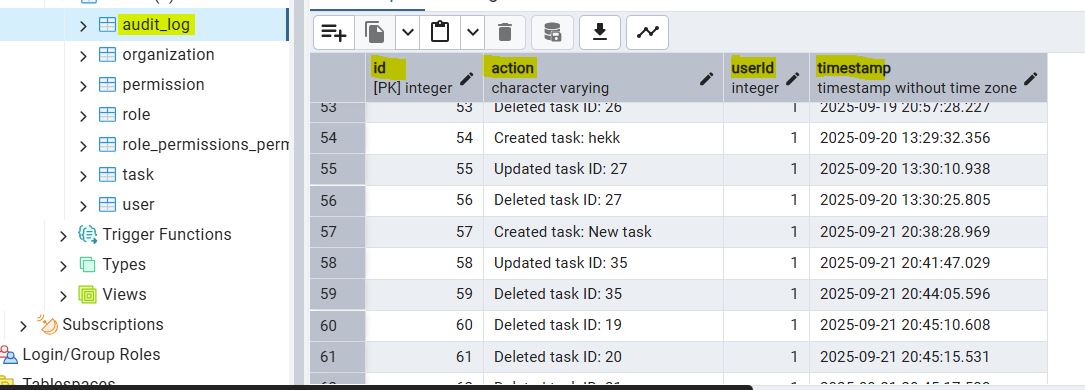 audit_log
organization
permission
role
role_permissions_perm
task
user
Trigger Functions
Types
Views
Subscriptions
Login/Group Roles
Tablespaces
id action userId timestamp
[PK] integer character varying integer timestamp without time zone
53 53 Deleted task ID: 26 1 2025-09-19 20:57:28.227
54 54 Created task: hekk 1 2025-09-20 13:29:32.356
55 55 Updated task ID: 27 1 2025-09-20 13:30:10.938
56 56 Deleted task ID: 27 1 2025-09-20 13:30:25.805
57 57 Created task: New task 1 2025-09-21 20:38:28.969
58 58 Updated task ID: 35 1 2025-09-21 20:41:47.029
59 59 Deleted task ID: 35 1 2025-09-21 20:44:05.596
60 60 Deleted task ID: 19 1 2025-09-21 20:45:10.608
61 61 Deleted task ID: 20 1 2025-09-21 20:45:15.531